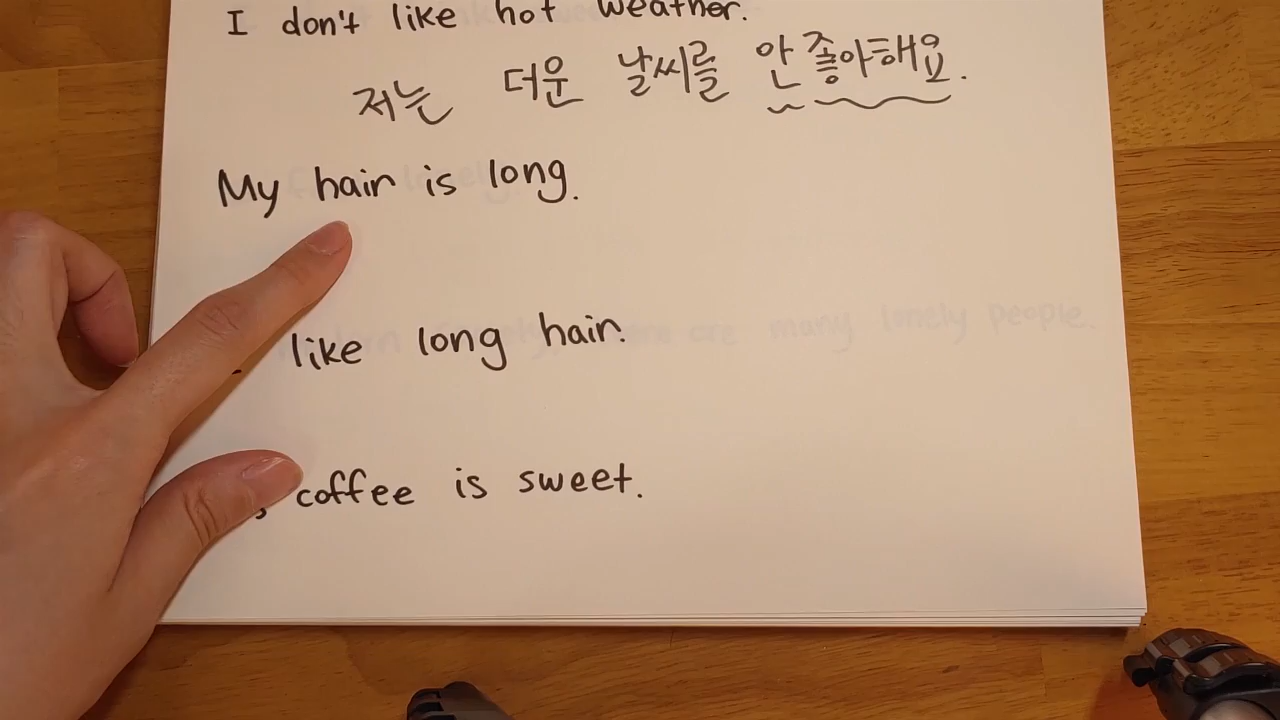 I don't like hot weather.
저는 더운 날씨를 안 좋아해요.
My hair is long.
like long hair.
coffee is sweet.